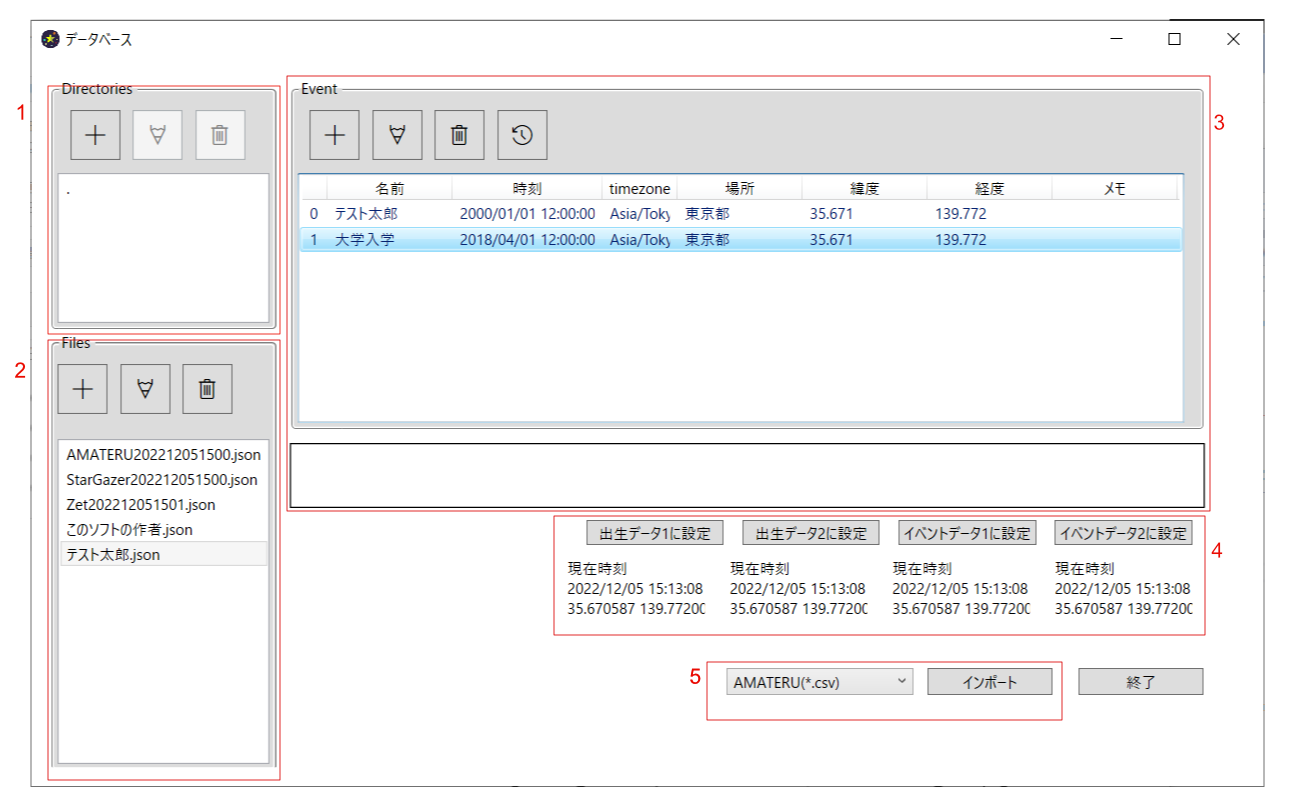 データベース
1
Directories
.
2
Files
AMATERU202212051500.json
StarGazer202212051500.json
Zet202212051501.json
このソフトの作者.json
テスト太郎.json
3
Event
名前 時刻 timezone 場所 緯度 経度 メモ
0 テスト太郎 2000/01/01 12:00:00 Asia/Toky 東京都 35.671 139.772
1 大学入学 2018/04/01 12:00:00 Asia/Toky 東京都 35.671 139.772
4
出生データ1に設定 出生データ2に設定 イベントデータ1に設定 イベントデータ2に設定
現在時刻 現在時刻 現在時刻 現在時刻
2022/12/05 15:13:08 2022/12/05 15:13:08 2022/12/05 15:13:08 2022/12/05 15:13:08
35.670587 139.77200 35.670587 139.77200 35.670587 139.77200 35.670587 139.77200
5
AMATERU(*.csv) インポート 終了